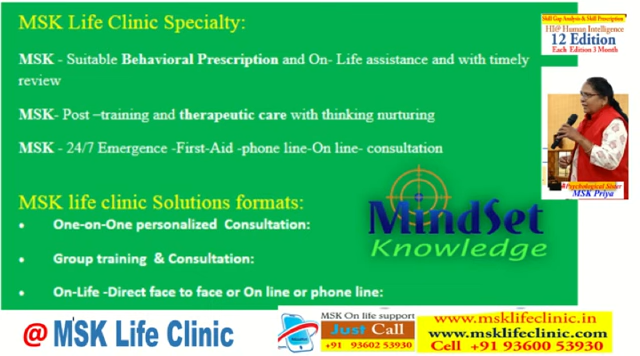 MSK Life Clinic Specialty:
MSK - Suitable Behavioral Prescription and On- Life assistance and with timely
review
MSK- Post –training and therapeutic care with thinking nurturing
MSK - 24/7 Emergence -First-Aid -phone line-On line- consultation
MSK life clinic Solutions formats:
• One-on-One personalized Consultation:
• Group training & Consultation:
• On-Life -Direct face to face or On line or phone line:
MindSet
Knowledge
Skill Gap Analysis & Skill Prescription
HI@ Human Intelligence
12 Edition
Each Edition 3 Month
#Psychological Sister
MSK Priya
@ MSK Life Clinic
MSK On life support
Just Call
+91 93602 53930
www.msklifeclinic.in
www.msklifeclinic.com
Cell +91 93600 53930